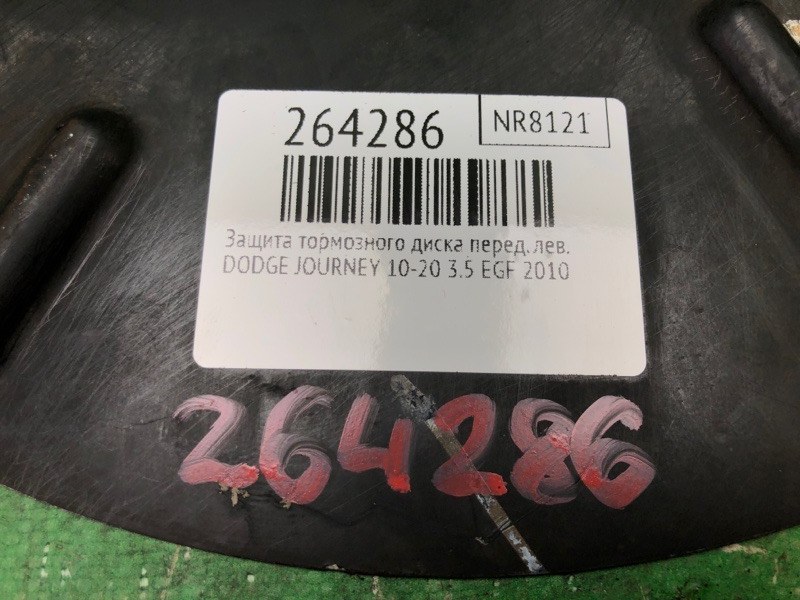 264286
NR8121
Защита тормозного диска перед. лев.
DODGE JOURNEY 10-20 3.5 EGF 2010
264286